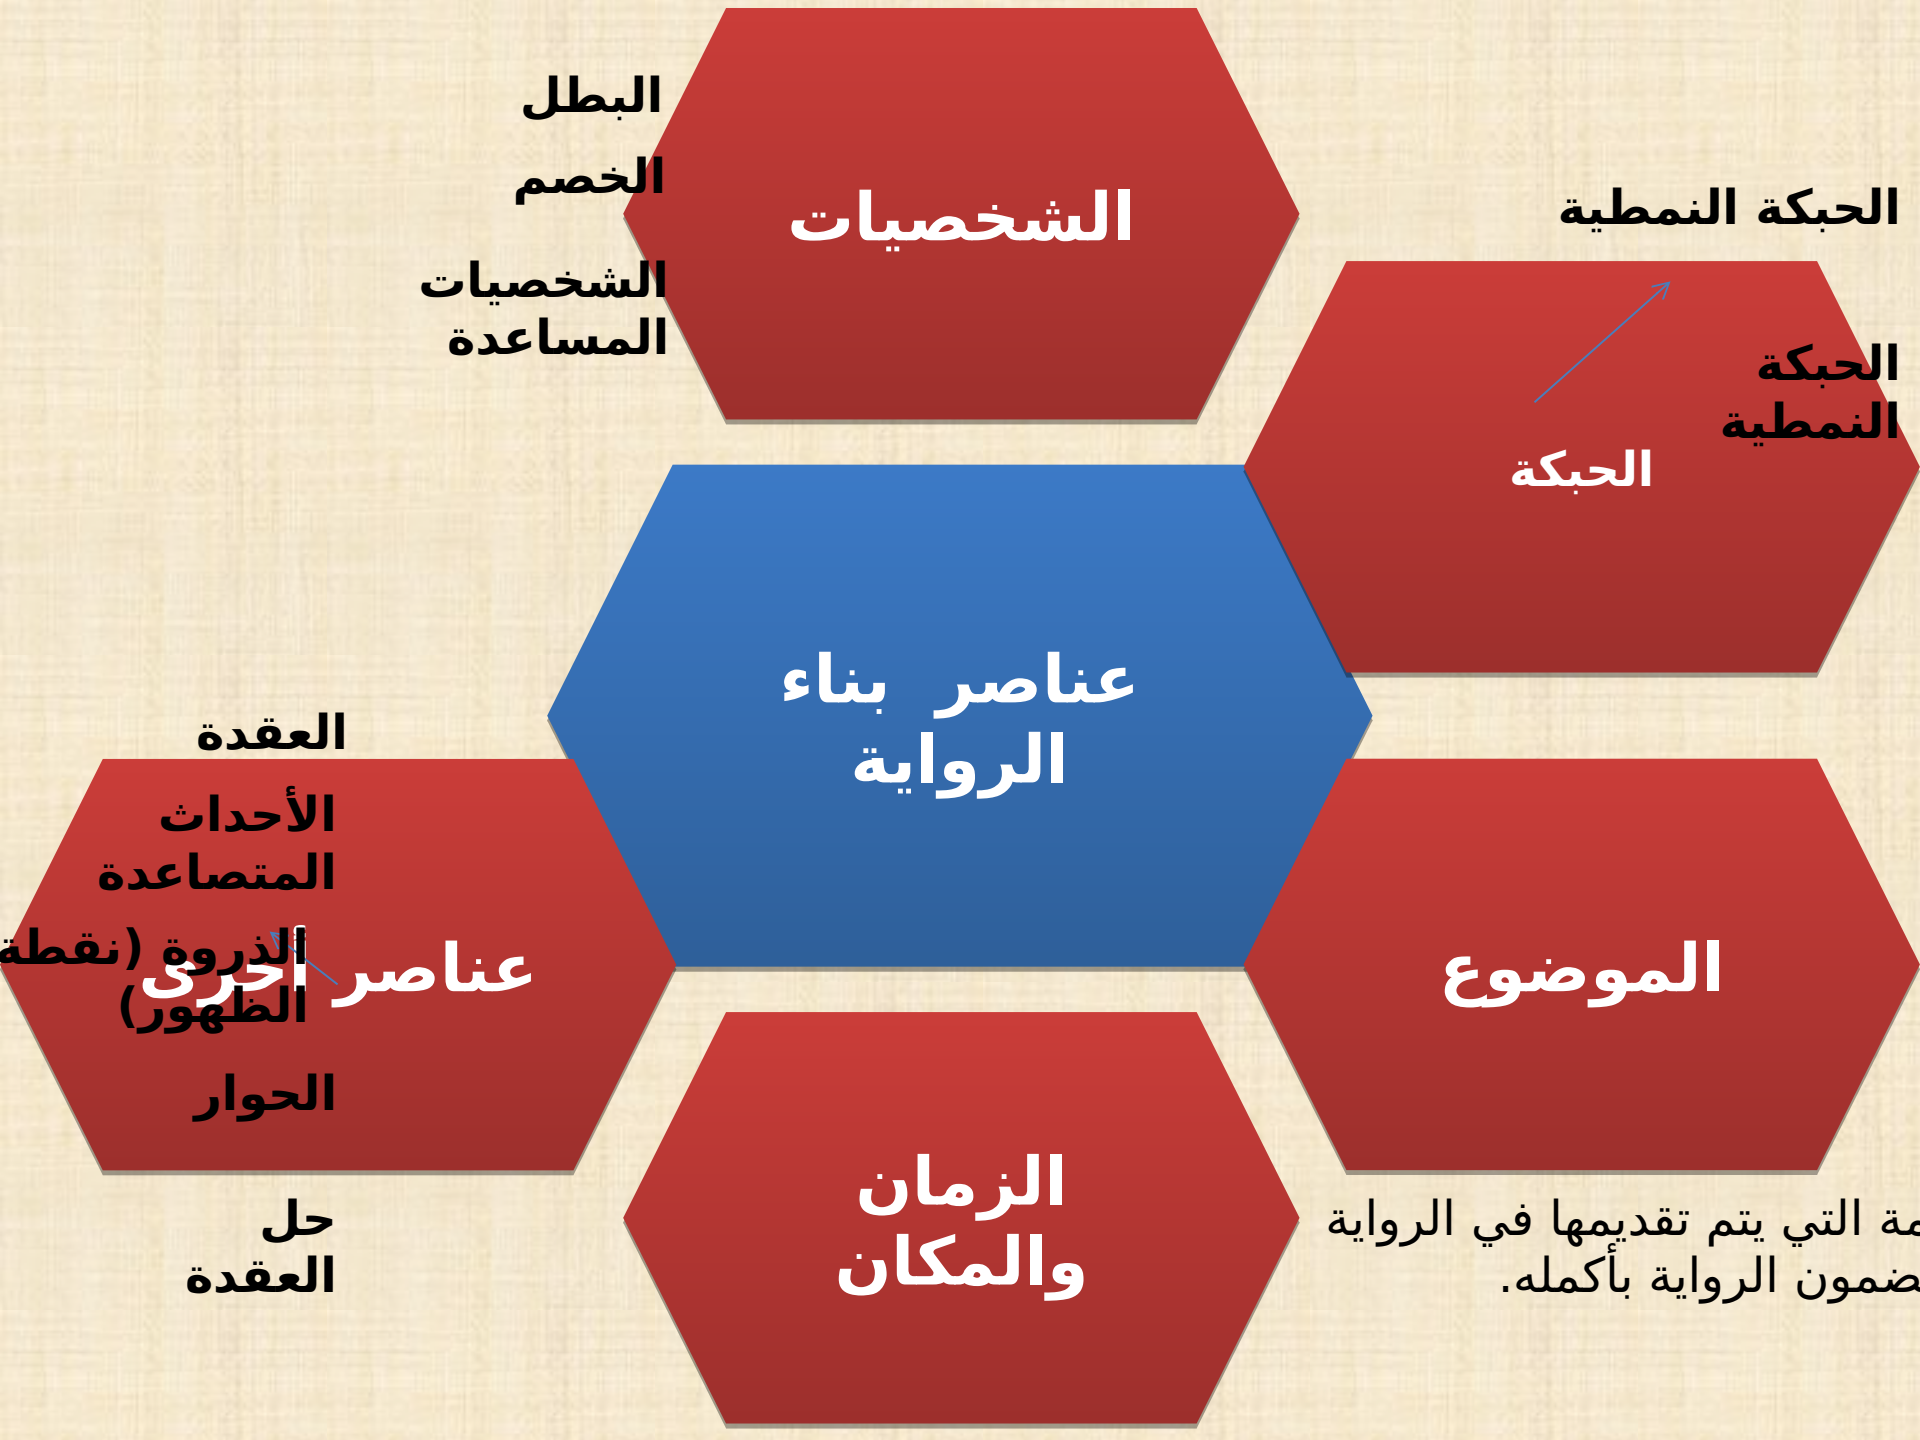 البطل
الخصم
الشخصيات
المساعدة
الشخصيات
الحبكة النمطية
الحبكة
النمطية
الحبكة
عناصر بناء
الرواية
العقدة
الأحداث
المتصاعدة
الذروة (نقطة
الظهور)
عناصر أخرى
الحوار
حل
العقدة
الموضوع
الزمان
والمكان
التي يتم تقديمها في الرواية
الرواية بأكمله.